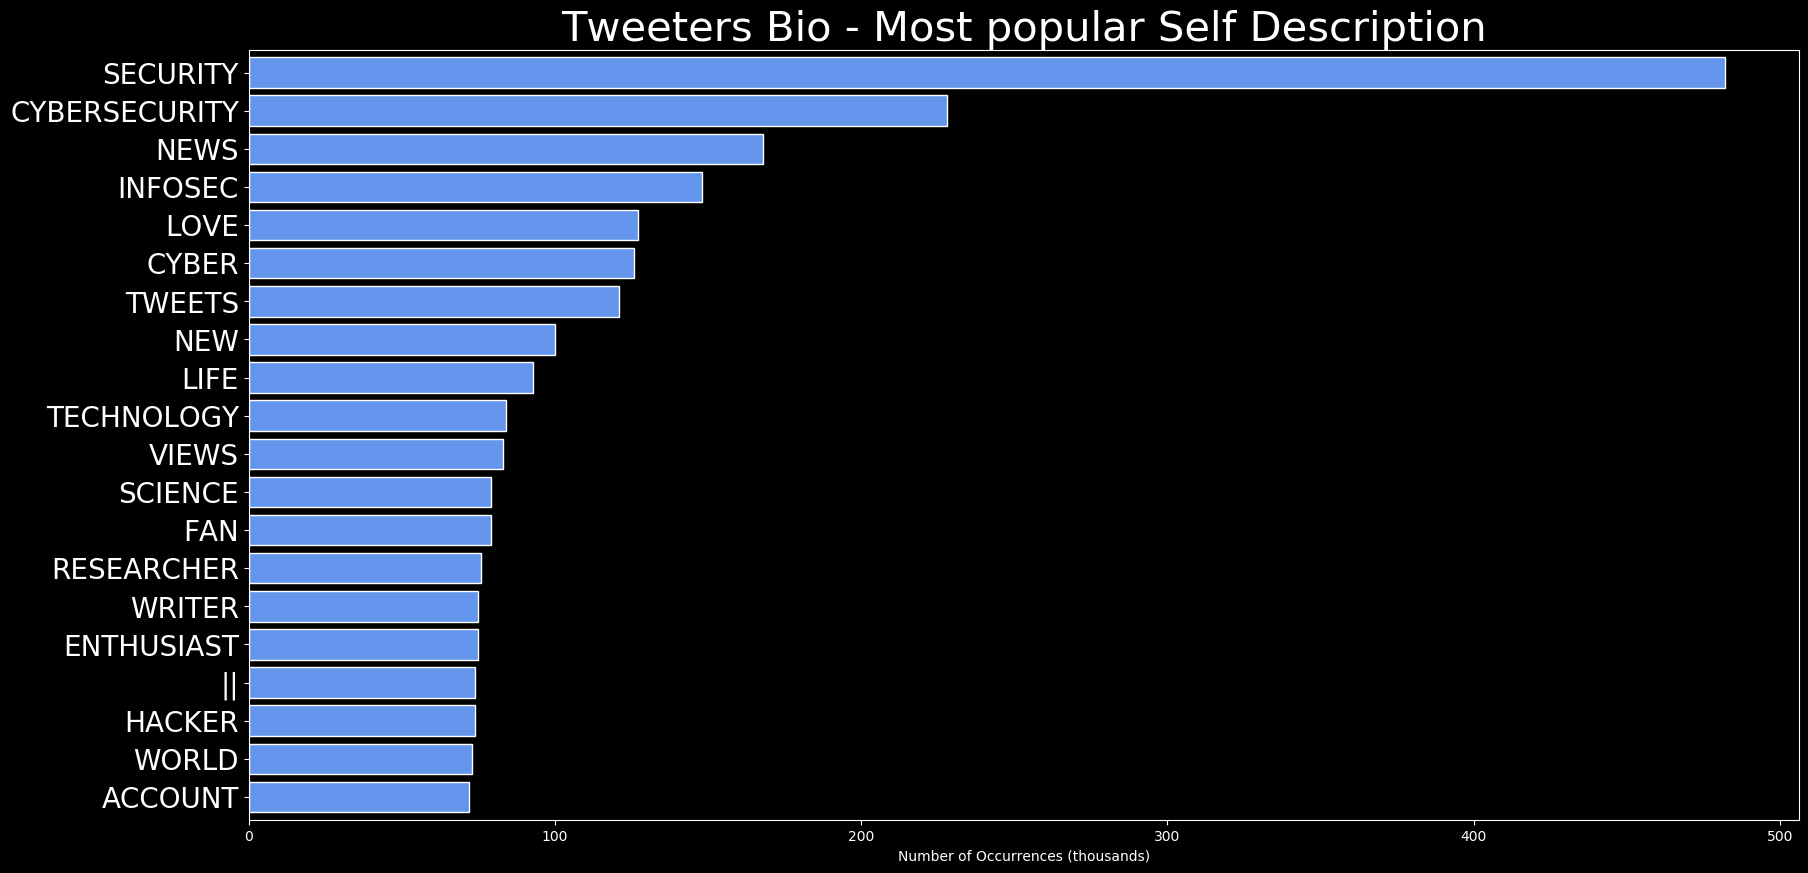 Tweeters Bio - Most popular Self Description
SECURITY
CYBERSECURITY
NEWS
INFOSEC
LOVE
CYBER
TWEETS
NEW
LIFE
TECHNOLOGY
VIEWS
SCIENCE
FAN
RESEARCHER
WRITER
ENTHUSIAST
||
HACKER
WORLD
ACCOUNT
0 100 200 300 400 500
Number of Occurrences (thousands)